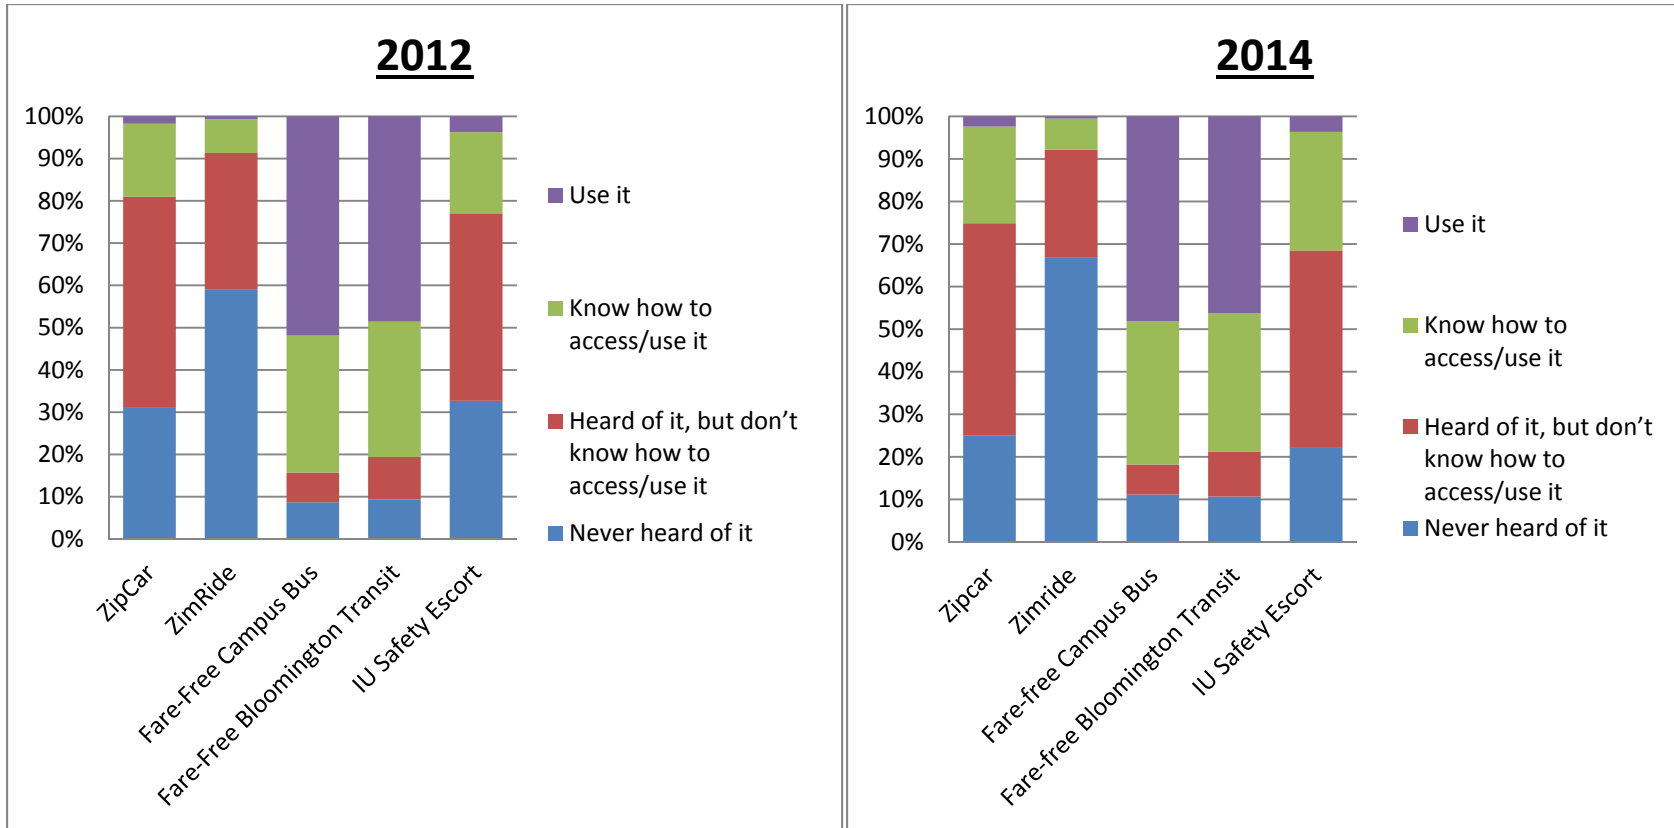 2012
100%
90%
80%
70%
60%
50%
40%
30%
20%
10%
0%
ZipCar
ZimRide
Fare-Free Campus Bus
Fare-Free Bloomington Transit
IU Safety Escort
Use it
Know how to
access/use it
Heard of it, but don’t
know how to
access/use it
Never heard of it
2014
100%
90%
80%
70%
60%
50%
40%
30%
20%
10%
0%
Zipcar
Zimride
Fare-free Campus Bus
Fare-free Bloomington Transit
IU Safety Escort
Use it
Know how to
access/use it
Heard of it, but don’t
know how to
access/use it
Never heard of it